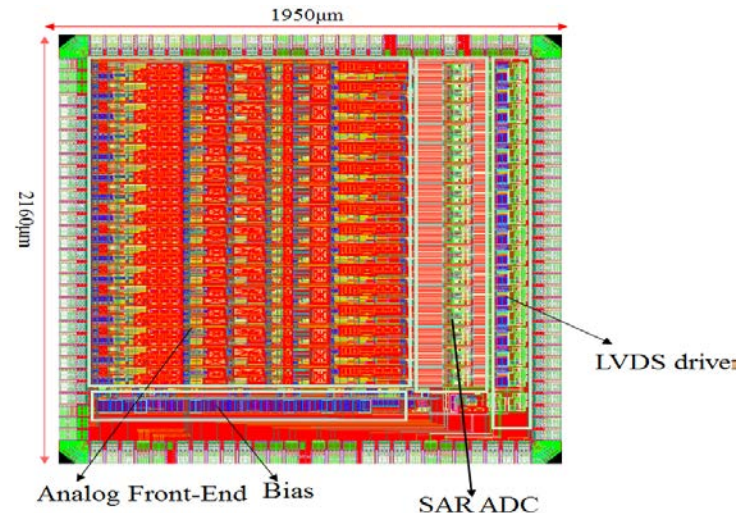 1950μm
2160μm
LVDS driver
Analog Front-End
Bias
SAR ADC